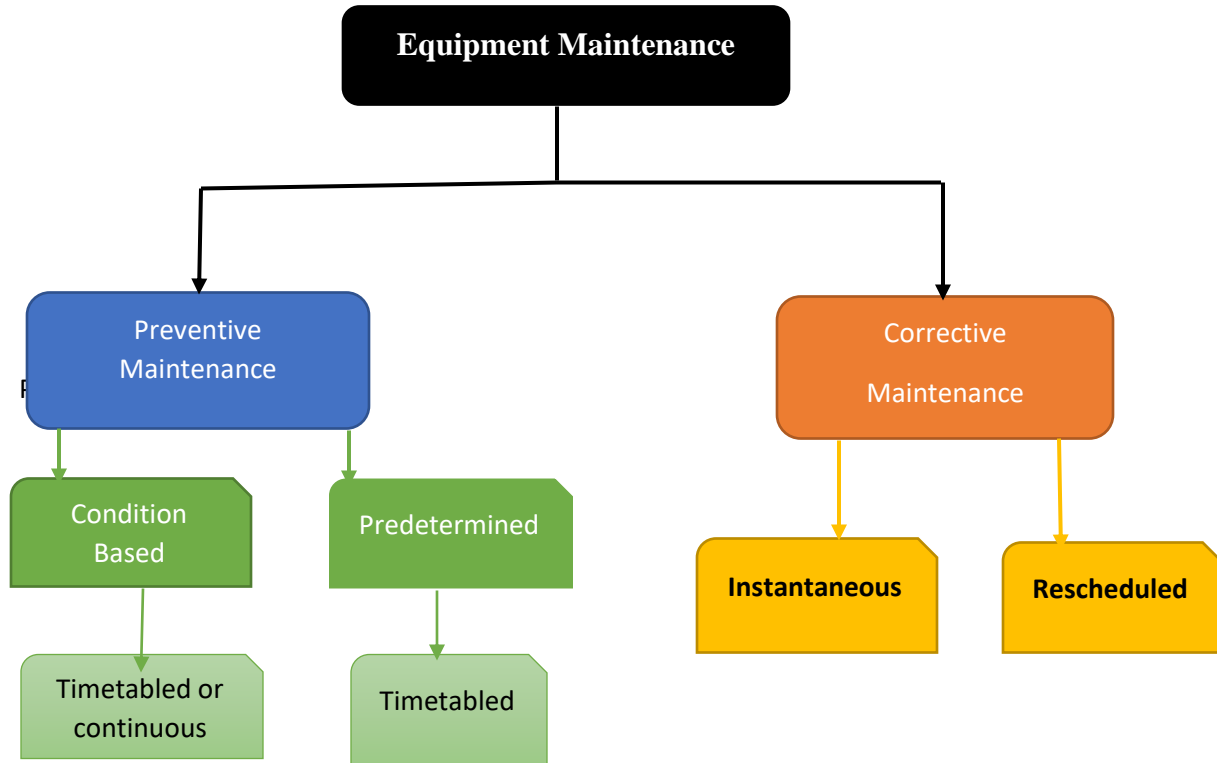 Equipment Maintenance
Preventive
Maintenance
Corrective
Maintenance
Condition
Based
Predetermined
Instantaneous
Rescheduled
Timetabled or
continuous
Timetabled